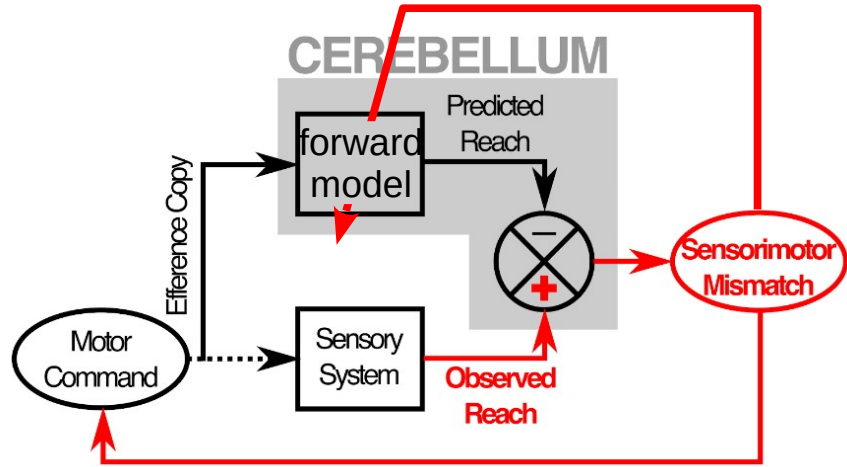 CEREBELLUM
Predicted
Reach
forward
model
Efference Copy
−
+
Sensorimotor
Mismatch
Motor
Command
Sensory
System
Observed
Reach